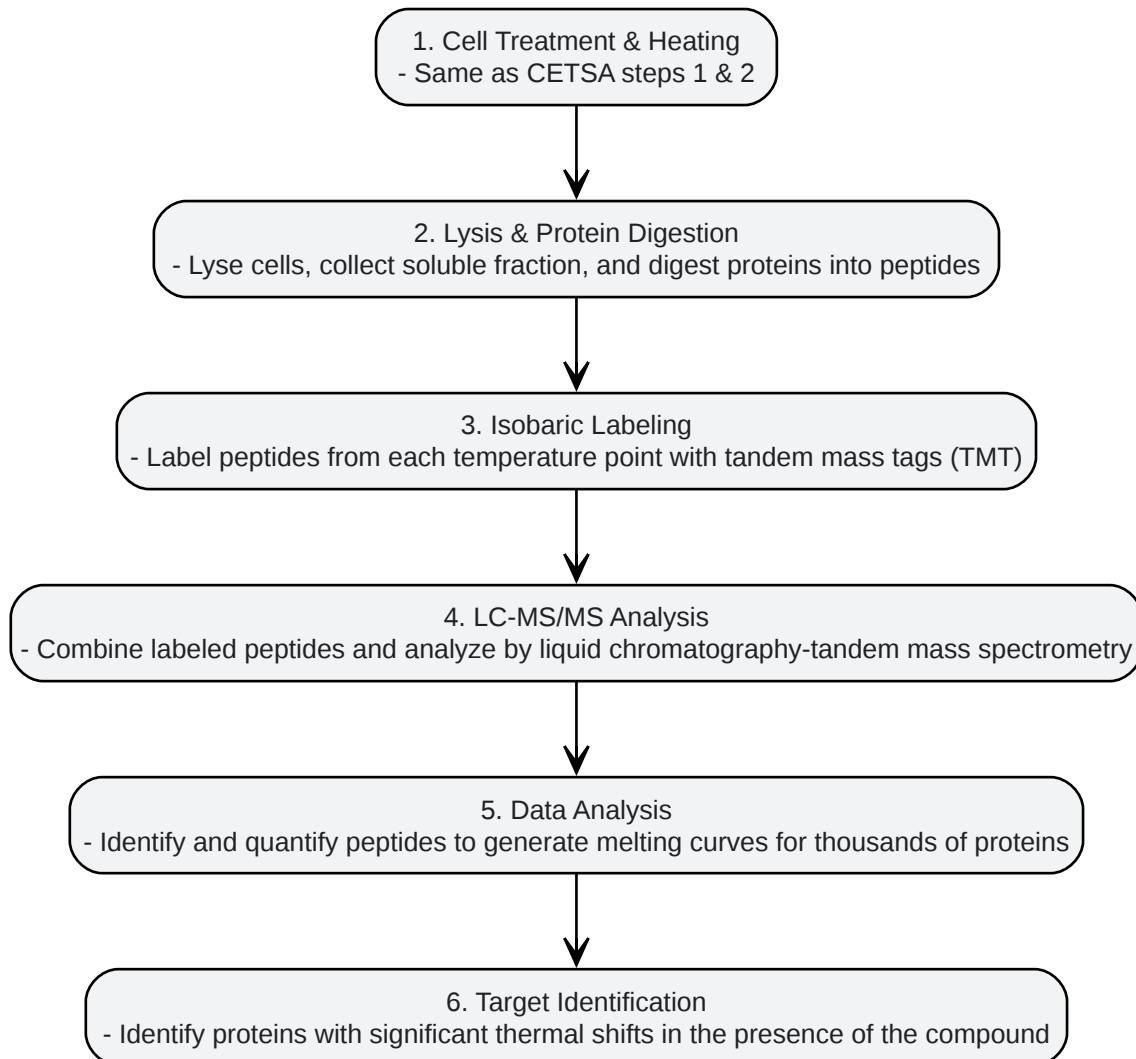 1. Cell Treatment & Heating
- Same as CETSA steps 1 & 2
2. Lysis & Protein Digestion
- Lyse cells, collect soluble fraction, and digest proteins into peptides
3. Isobaric Labeling
- Label peptides from each temperature point with tandem mass tags (TMT)
4. LC-MS/MS Analysis
- Combine labeled peptides and analyze by liquid chromatography-tandem mass spectrometry
5. Data Analysis
- Identify and quantify peptides to generate melting curves for thousands of proteins
6. Target Identification
- Identify proteins with significant thermal shifts in the presence of the compound